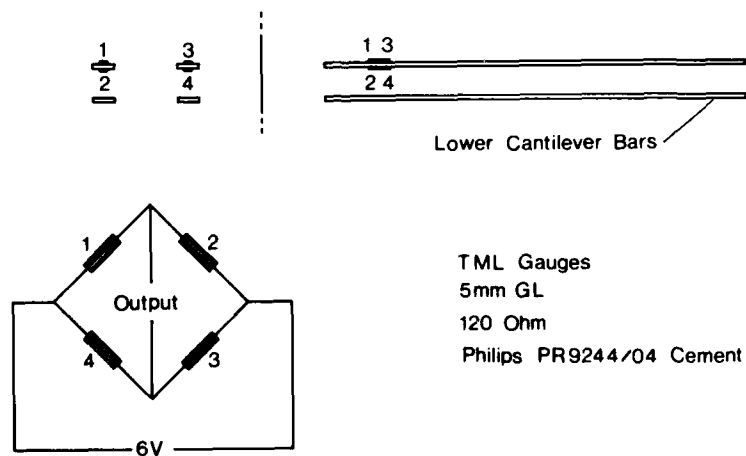 1 3
2 4
1 3
2 4
Lower Cantilever Bars
1 2
Output
4 3
6V
TML Gauges
5mm GL
120 Ohm
Philips PR9244/04 Cement